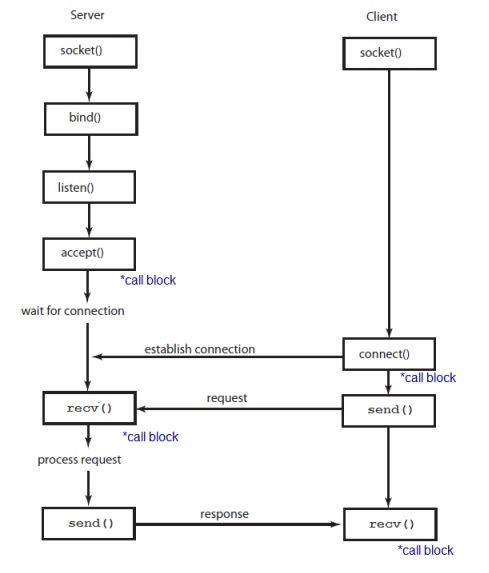 Server
Client
socket()
socket()
bind()
listen()
accept()
*call block
wait for connection
establish connection
connect()
*call block
request
recv()
send()
*call block
process request
response
send()
recv()
*call block